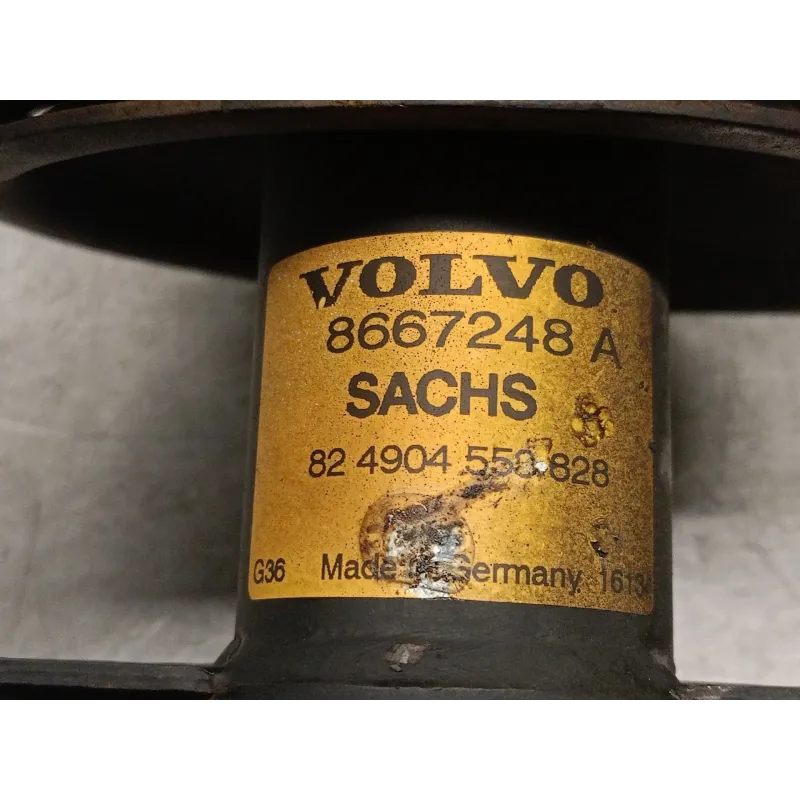 VOLVO
8667248 A
SACHS
82 4904 828
G36 Made Germany